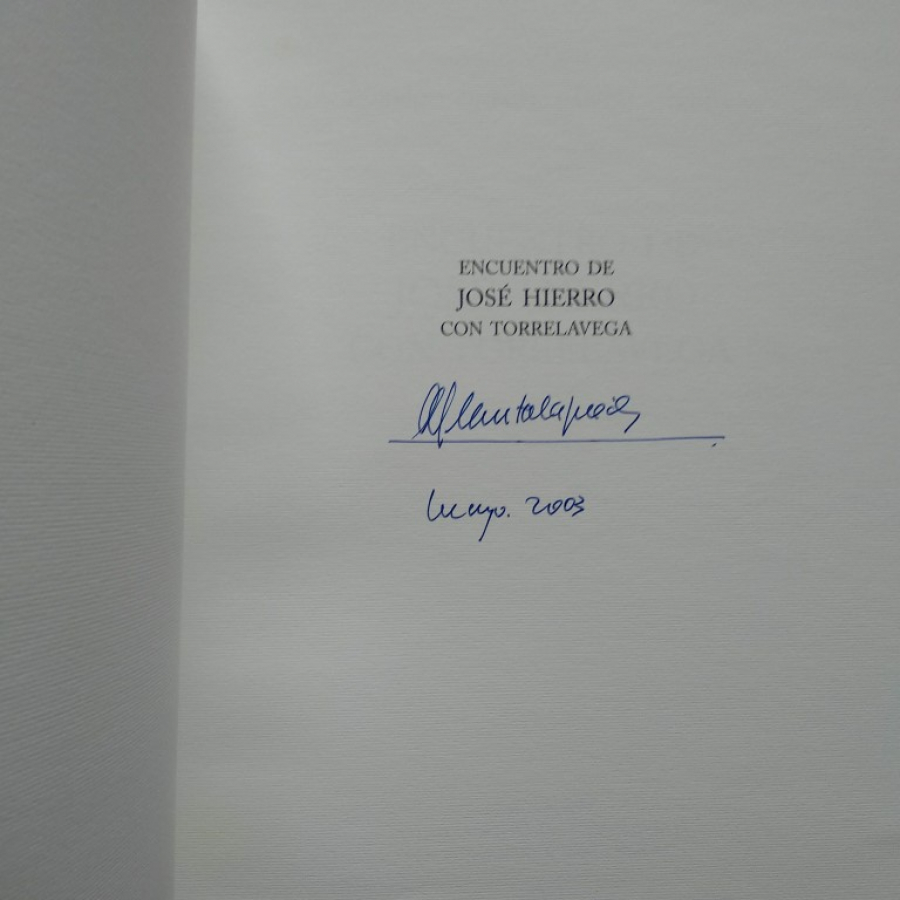 ENCUENTRO DE
JOSÉ HIERRO
CON TORRELAVEGA
Mayo. 2003